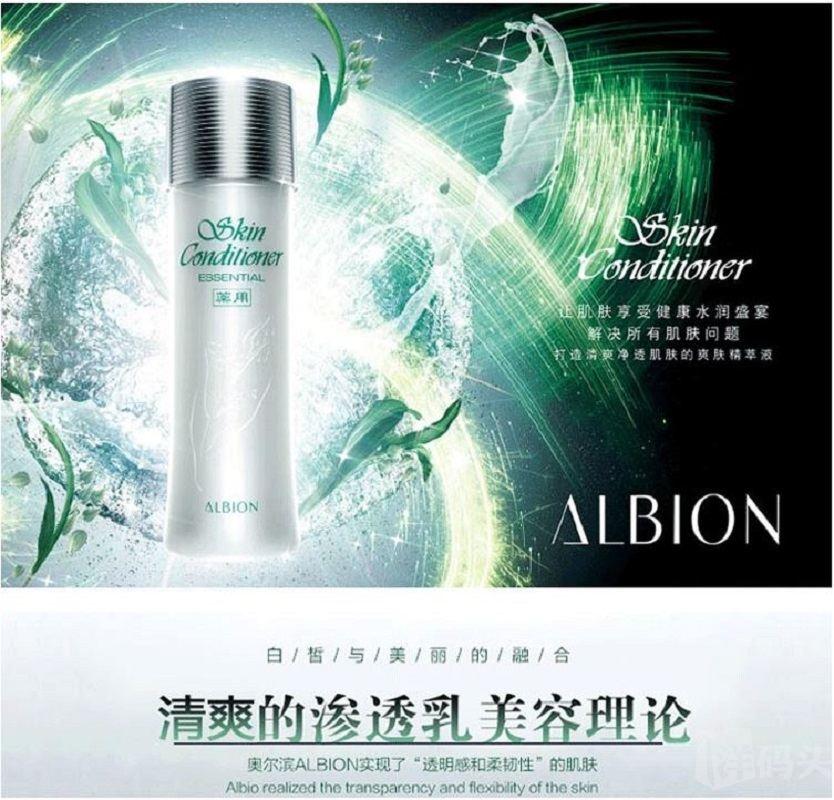 Skin
Conditioner
ESSENTIAL
薬用
ALBION
Skin
Conditioner
让肌肤享受健康水润盛宴
解决所有肌肤问题
打造清爽净透肌肤的爽肤精萃液
ALBION
白/皙/与/美/丽/的/融/合
清爽的渗透乳美容理论
奥尔滨ALBION实现了“透明感和柔韧性”的肌肤
Albio realized the transparency and flexibility of the skin
洋码头